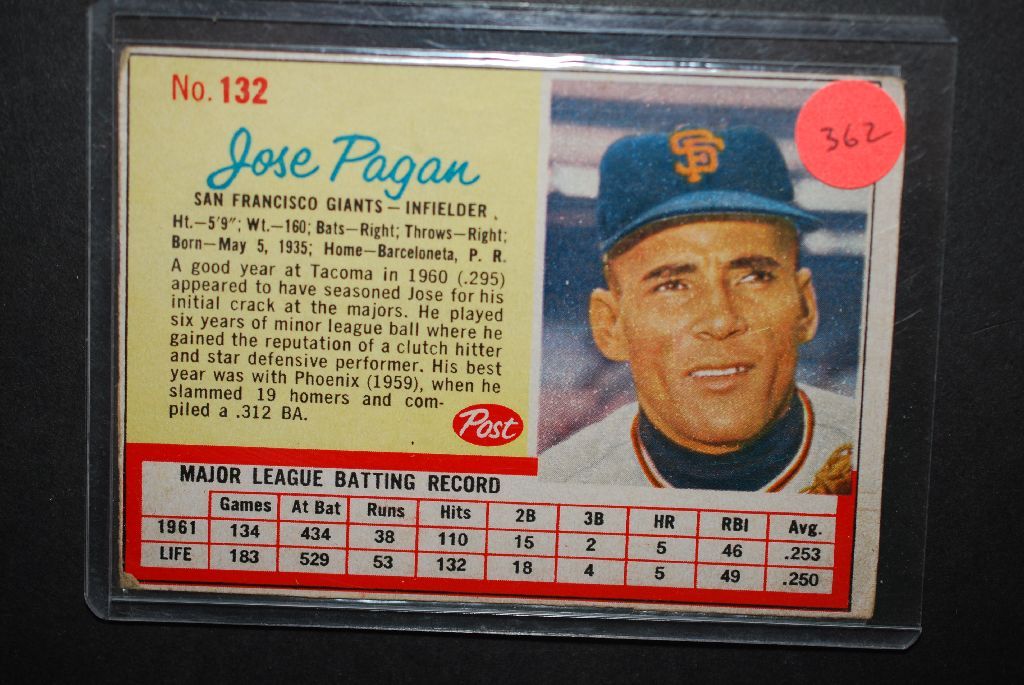 No. 132
Jose Pagan
SAN FRANCISCO GIANTS — INFIELDER
Ht.—5'9"; Wt.—160; Bats—Right; Throws—Right;
Born—May 5, 1935; Home—Barceloneta, P. R.
A good year at Tacoma in 1960 (.295)
appeared to have seasoned Jose for his
initial crack at the majors. He played
six years of minor league ball where he
gained the reputation of a clutch hitter
and star defensive performer. His best
year was with Phoenix (1959), when he
slammed 19 homers and com-
piled a .312 BA.
Post
SF
362
MAJOR LEAGUE BATTING RECORD
Games At Bat Runs Hits 2B 3B HR RBI Avg.
1961 134 434 38 110 15 2 5 46 .253
LIFE 183 529 53 132 18 4 5 49 .250